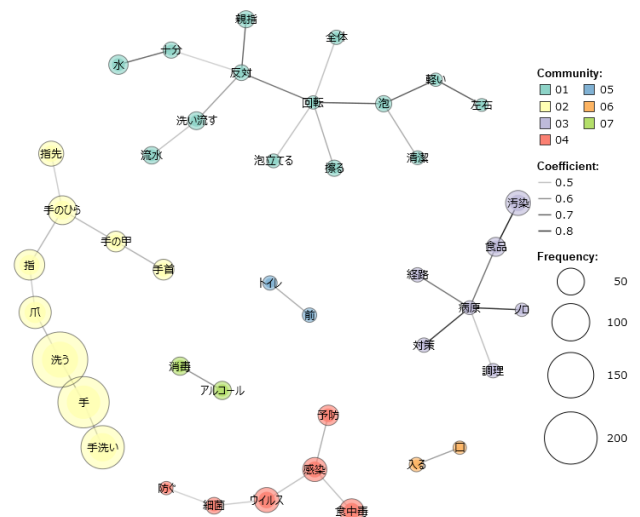 親指
全体
十分
水
反対
軽い
回転
泡
左右
洗い流す
流水
泡立てる
擦る
清潔
指先
手のひら
手の甲
手首
指
爪
洗う
手
手洗い
トイレ
前
消毒
アルコール
汚染
食品
経路
病原
ノロ
対策
調理
予防
感染
防ぐ
細菌
ウイルス
食中毒
口
入る
Community:
01 05
02 06
03 07
04
Coefficient:
0.5
0.6
0.7
0.8
Frequency:
50
100
150
200